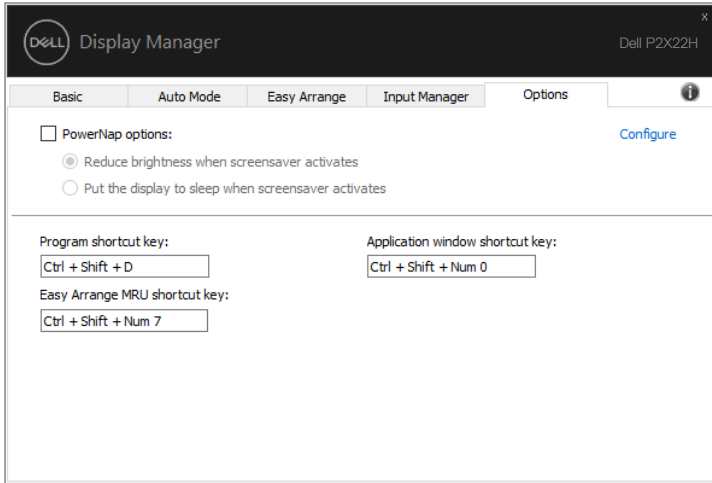 x
DELL Display Manager
Dell P2X22H
Basic Auto Mode Easy Arrange Input Manager Options
PowerNap options:
Configure
Reduce brightness when screensaver activates
Put the display to sleep when screensaver activates
Program shortcut key:
Application window shortcut key:
Ctrl + Shift + D
Ctrl + Shift + Num 0
Easy Arrange MRU shortcut key:
Ctrl + Shift + Num 7